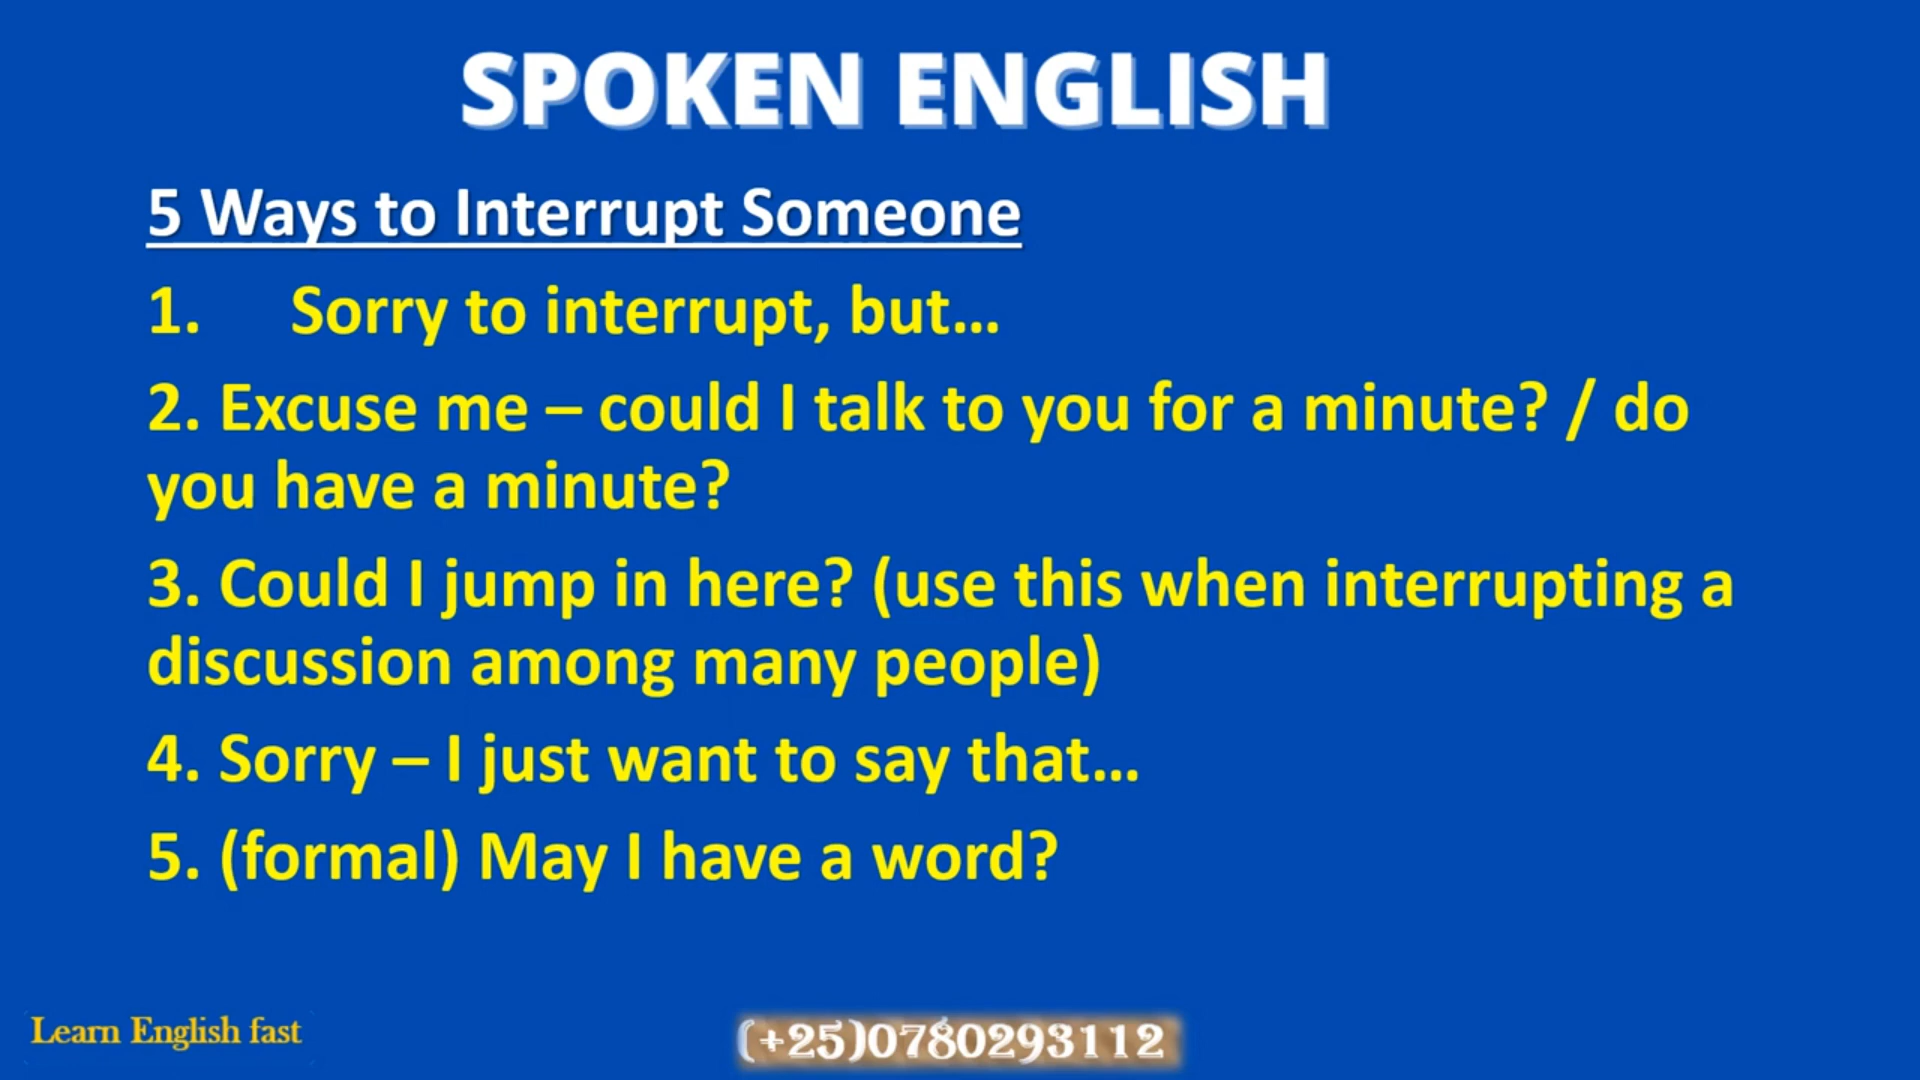 SPOKEN ENGLISH
5 Ways to Interrupt Someone
1. Sorry to interrupt, but...
2. Excuse me – could I talk to you for a minute? / do
you have a minute?
3. Could I jump in here? (use this when interrupting a
discussion among many people)
4. Sorry – I just want to say that...
5. (formal) May I have a word?
Learn English fast
(+25)0780293112